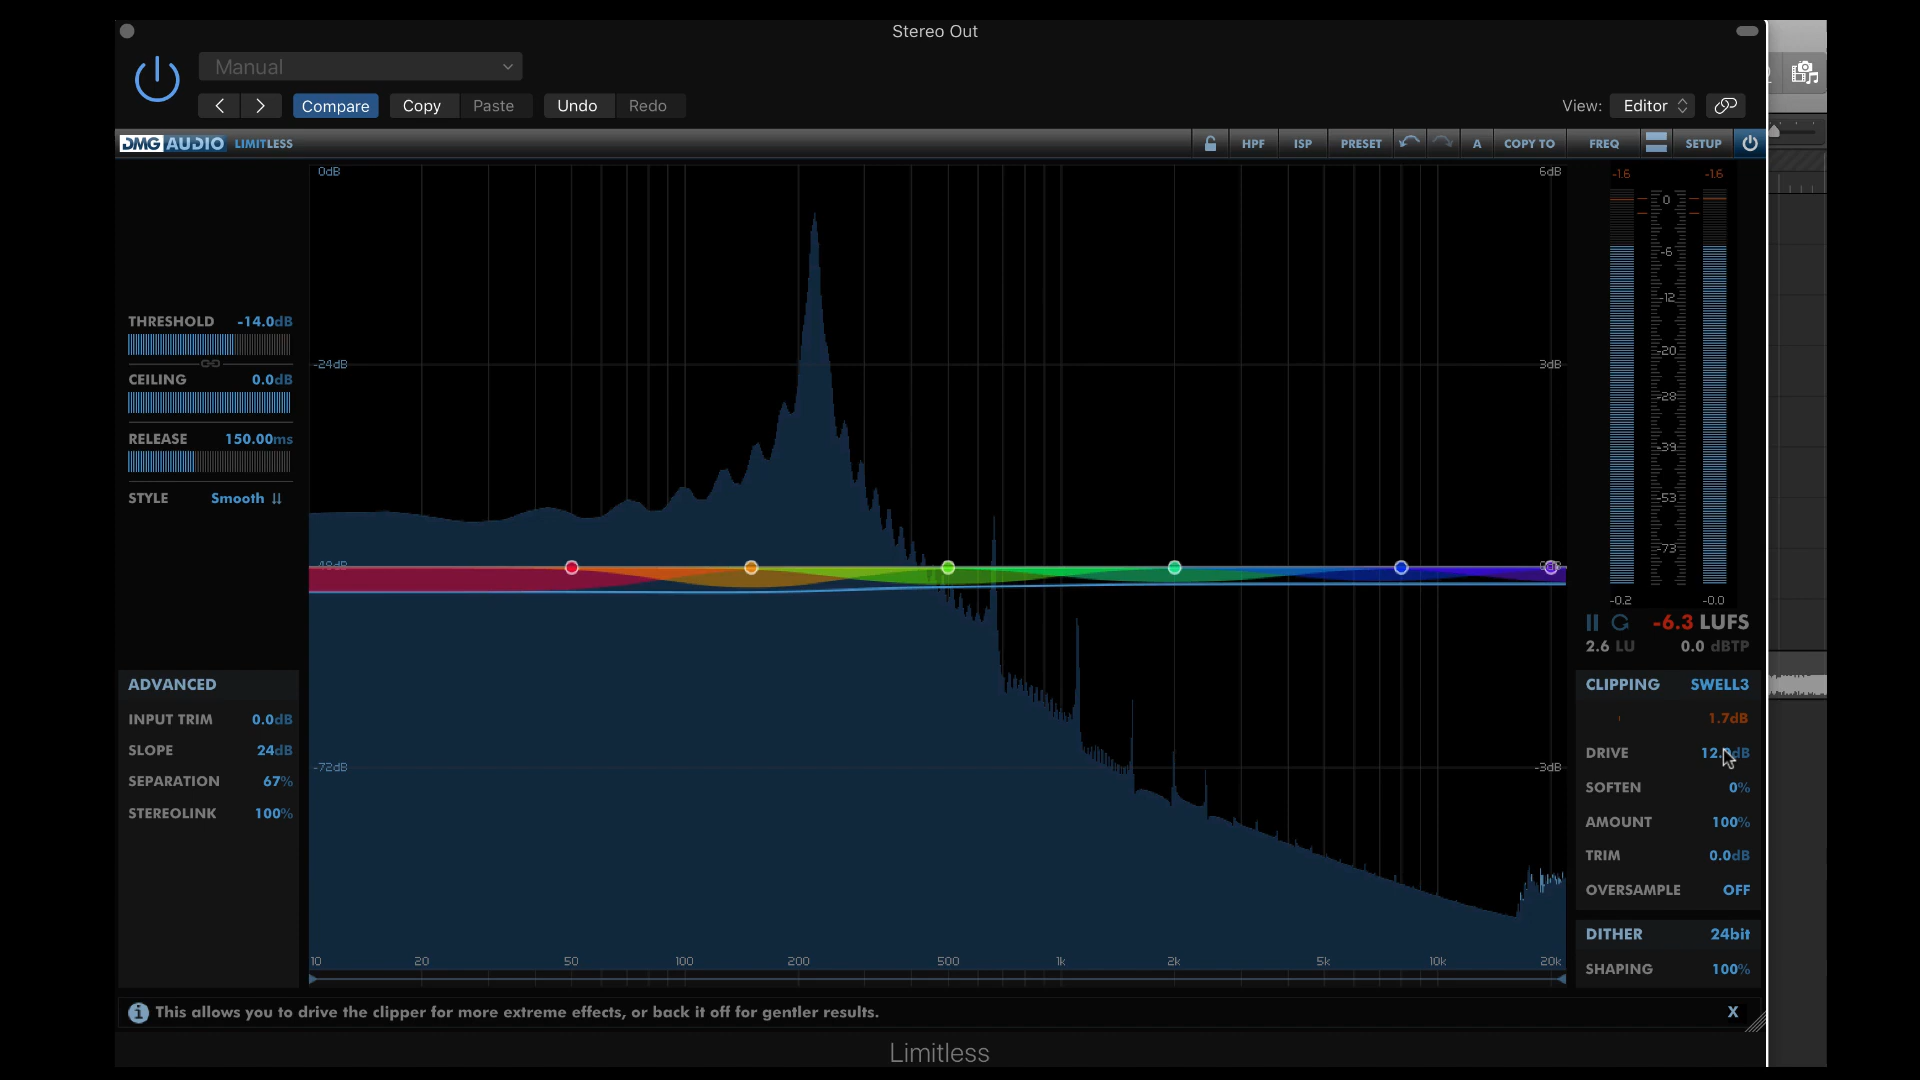 Stereo Out
Manual
Compare Copy Paste Undo Redo View: Editor
DMG AUDIO LIMITLESS HPF ISP PRESET A COPY TO FREQ SETUP
0dB 6dB -1.6 -1.6
0
-6
-12
THRESHOLD -14.0dB
-20
-24dB 3dB
CEILING 0.0dB
-28
RELEASE 150.00ms
-39
STYLE Smooth
-53
-73
-0.2 -0.0
-6.3 LUFS
2.6 LU 0.0 dBTP
ADVANCED
CLIPPING SWELL3
INPUT TRIM 0.0dB
1.7dB
SLOPE 24dB
DRIVE
-72dB -3dB
SEPARATION 67%
SOFTEN 0%
STEREOLINK 100%
AMOUNT 100%
TRIM 0.0dB
OVERSAMPLE OFF
DITHER 24bit
10 20 50 100 200 500 1k 2k 5k 10k 20k
SHAPING 100%
i This allows you to drive the clipper for more extreme effects, or back it off for gentler results. X
Limitless